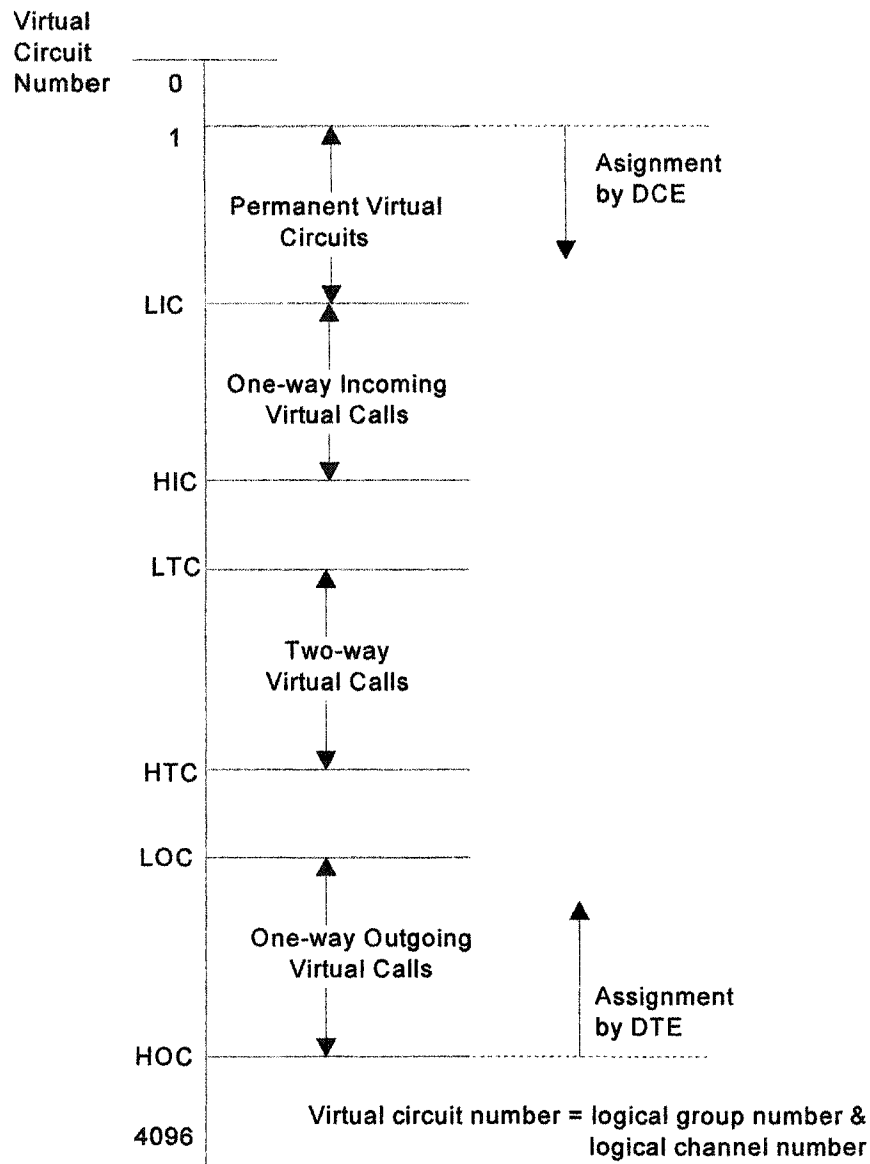 Virtual
Circuit
Number 0
1
Asignment
by DCE
Permanent Virtual
Circuits
LIC
One-way Incoming
Virtual Calls
HIC
LTC
Two-way
Virtual Calls
HTC
LOC
One-way Outgoing
Virtual Calls
Assignment
by DTE
HOC
Virtual circuit number = logical group number &
logical channel number
4096